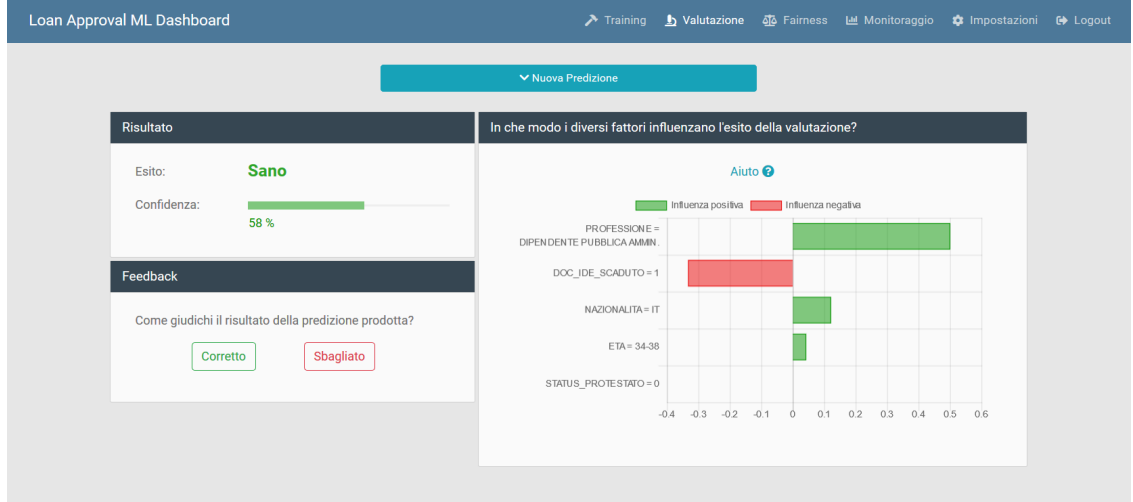 Loan Approval ML Dashboard
Training Valutazione Fairness Monitoraggio Impostazioni Logout
Nuova Predizione
Risultato
Esito: Sano
Confidenza:
58 %
Feedback
Come giudichi il risultato della predizione prodotta?
Corretto Sbagliato
In che modo i diversi fattori influenzano l'esito della valutazione?
Aiuto
Influenza positiva Influenza negativa
PROFESSIONE =
DIPENDENTE PUBBLICA AMMIN.
DOC_IDE_SCADUTO = 1
NAZIONALITA = IT
ETA = 34-38
STATUS_PROTESTATO = 0
-0.4 -0.3 -0.2 -0.1 0 0.1 0.2 0.3 0.4 0.5 0.6